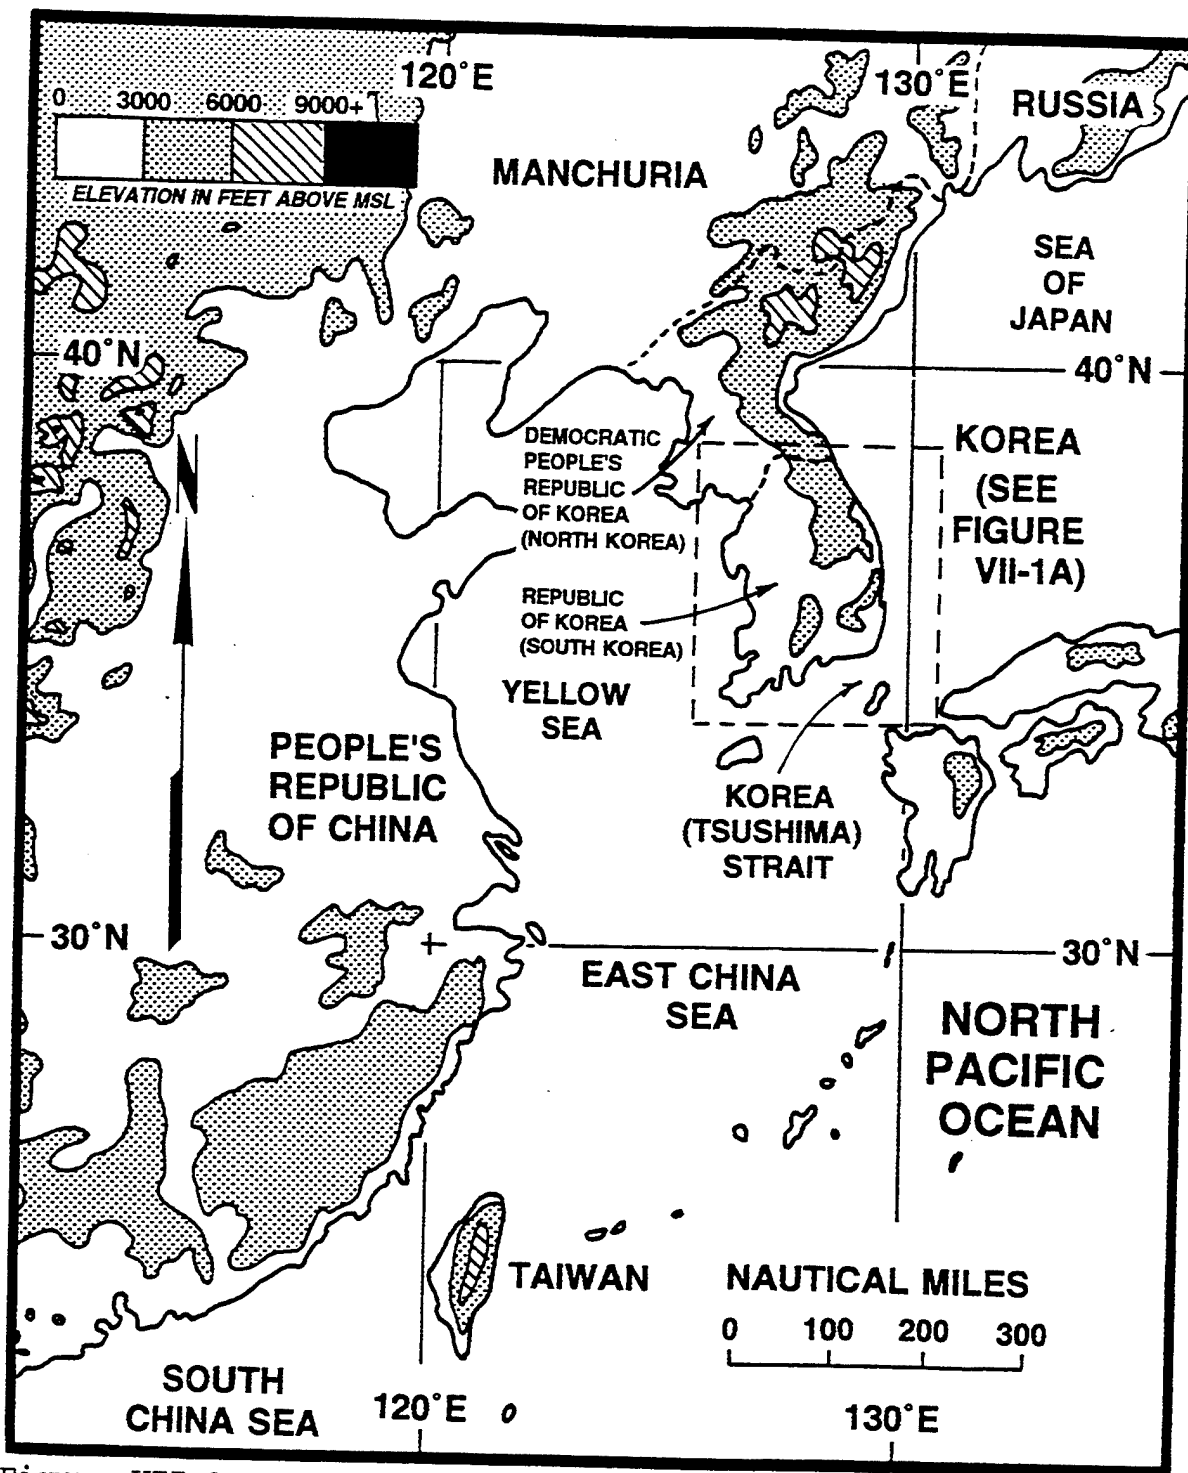 120°E
130°E
RUSSIA
0 3000 6000 9000+
ELEVATION IN FEET ABOVE MSL
MANCHURIA
SEA
OF
JAPAN
40°N
40°N
N
DEMOCRATIC
PEOPLE'S
REPUBLIC
OF KOREA
(NORTH KOREA)
KOREA
(SEE
FIGURE
VII-1A)
REPUBLIC
OF KOREA
(SOUTH KOREA)
YELLOW
SEA
PEOPLE'S
REPUBLIC
OF CHINA
KOREA
(TSUSHIMA)
STRAIT
30°N
30°N
EAST CHINA
SEA
NORTH
PACIFIC
OCEAN
TAIWAN
NAUTICAL MILES
0 100 200 300
SOUTH
CHINA SEA
120°E
130°E